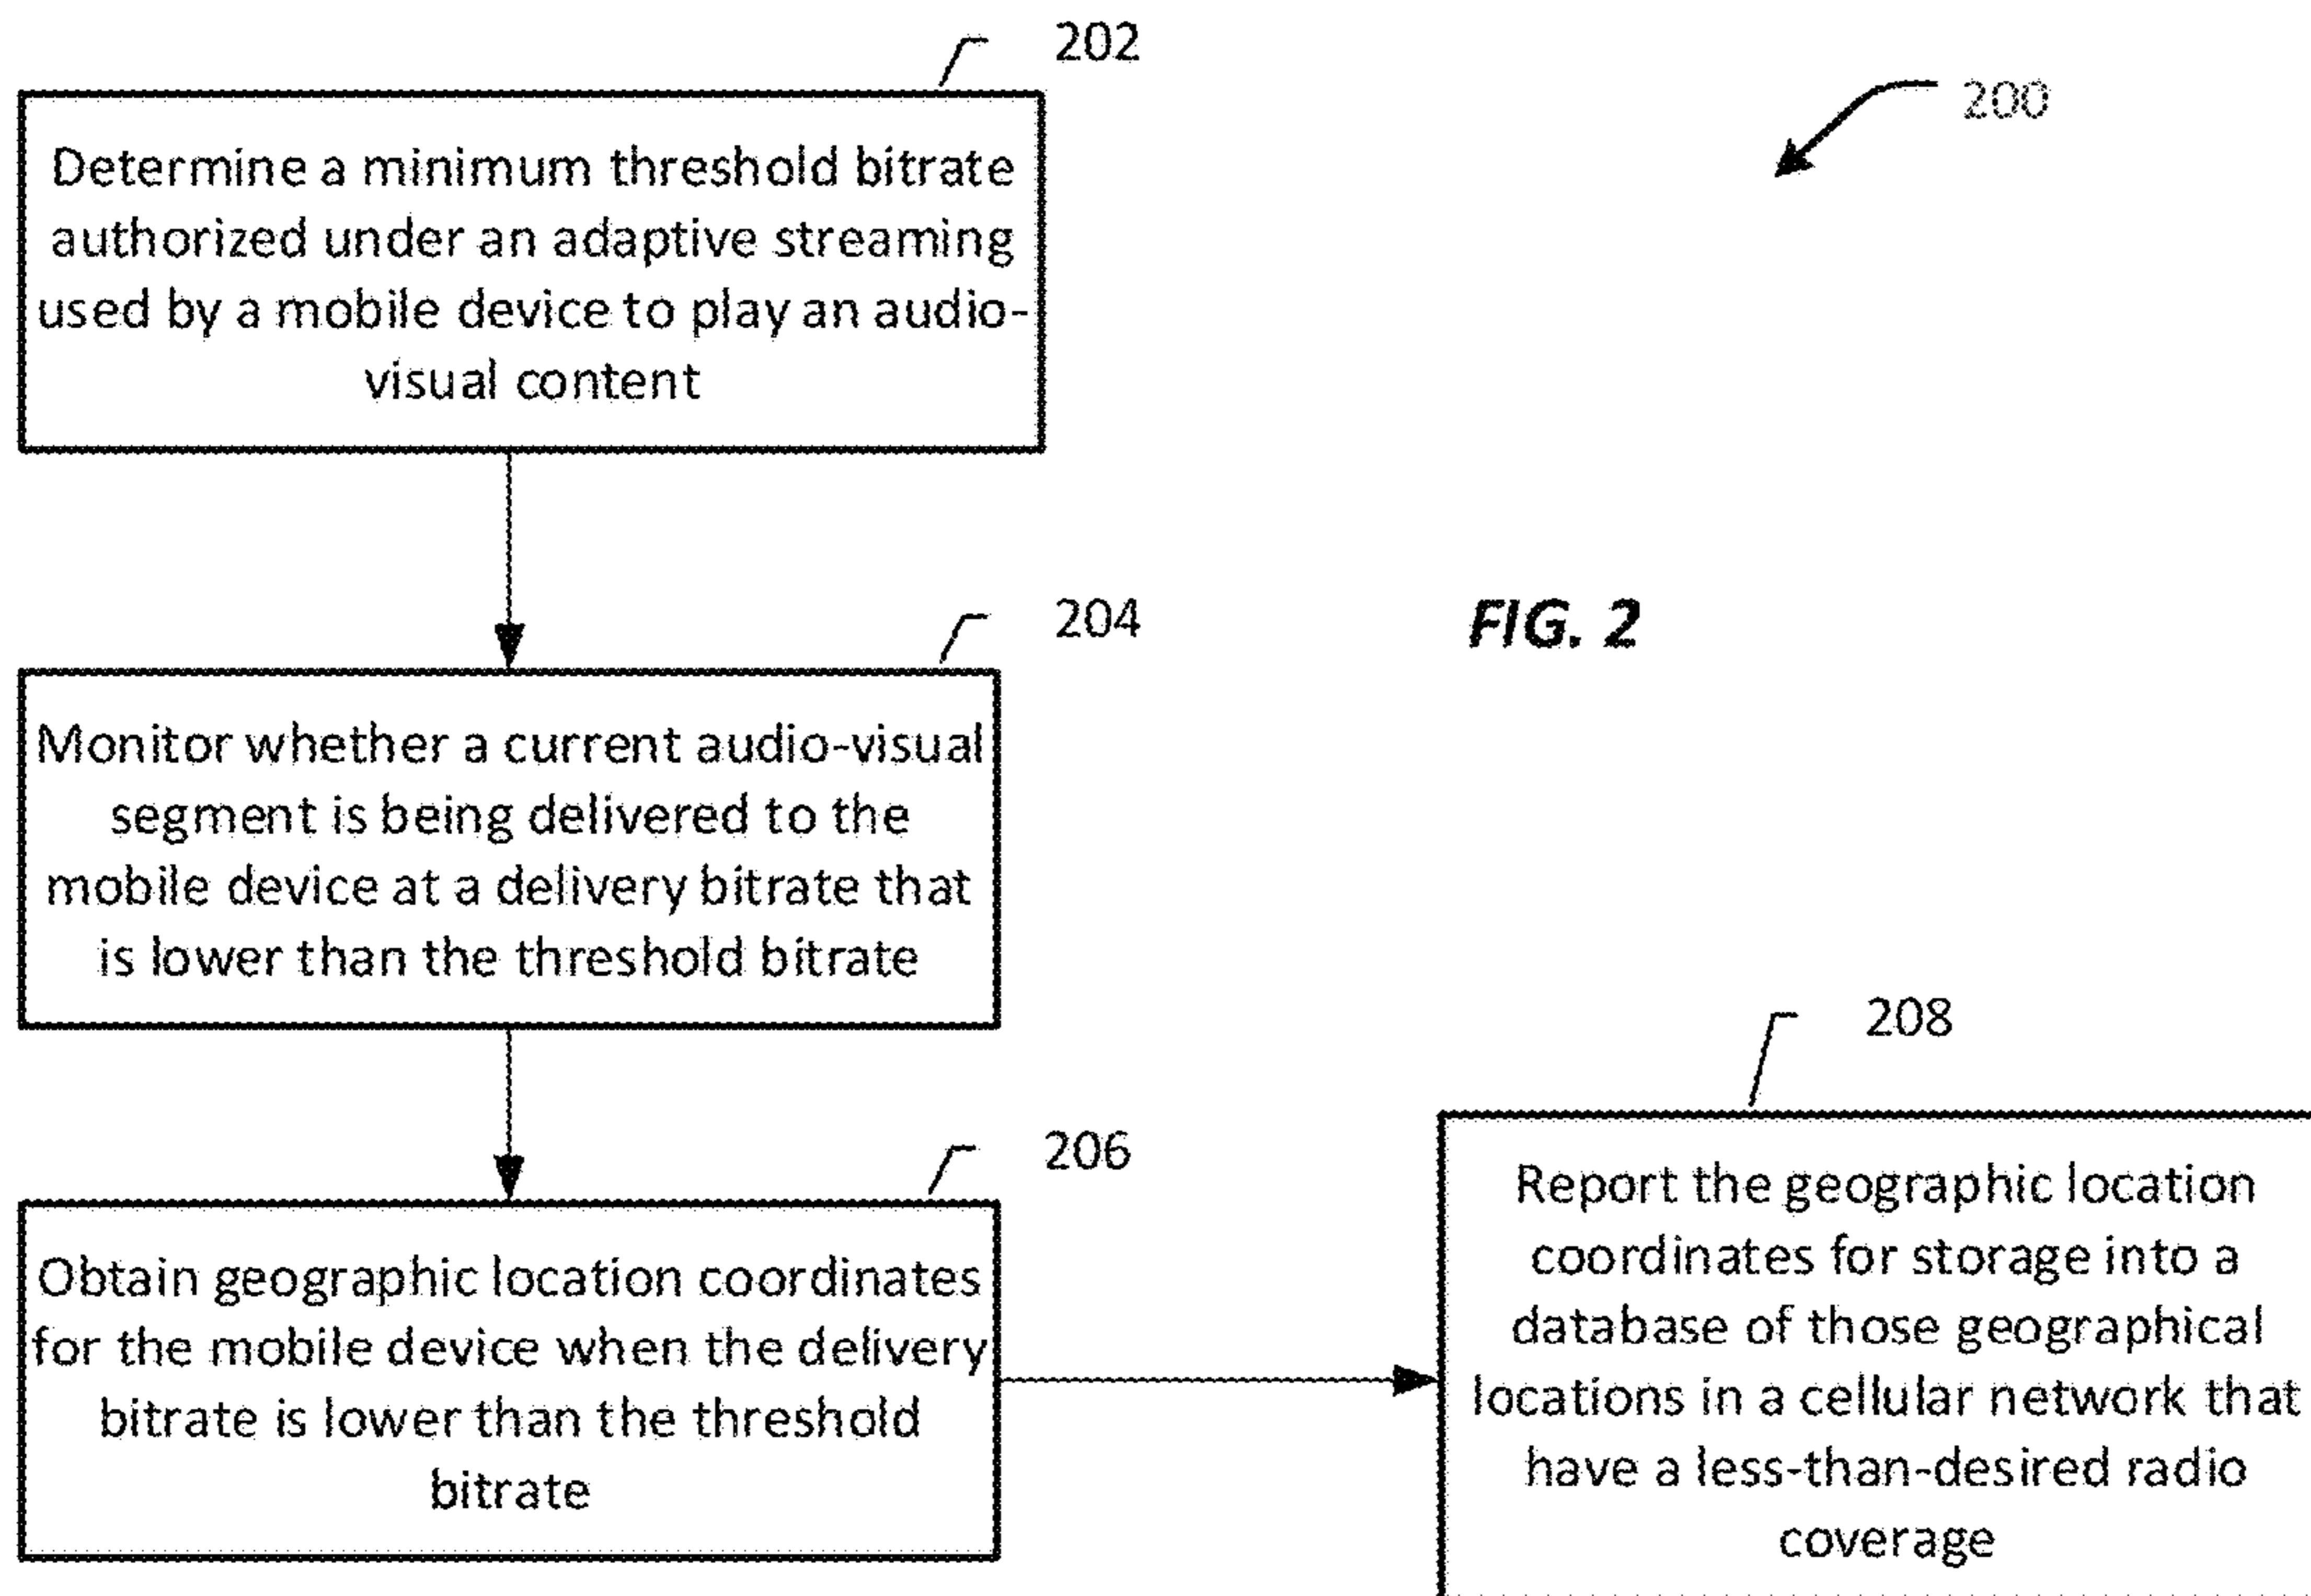 202
200
Determine a minimum threshold bitrate
authorized under an adaptive streaming
used by a mobile device to play an audio-
visual content
204
FIG. 2
Monitor whether a current audio-visual
segment is being delivered to the
mobile device at a delivery bitrate that
is lower than the threshold bitrate
206
Obtain geographic location coordinates
for the mobile device when the delivery
bitrate is lower than the threshold
bitrate
208
Report the geographic location
coordinates for storage into a
database of those geographical
locations in a cellular network that
have a less-than-desired radio
coverage